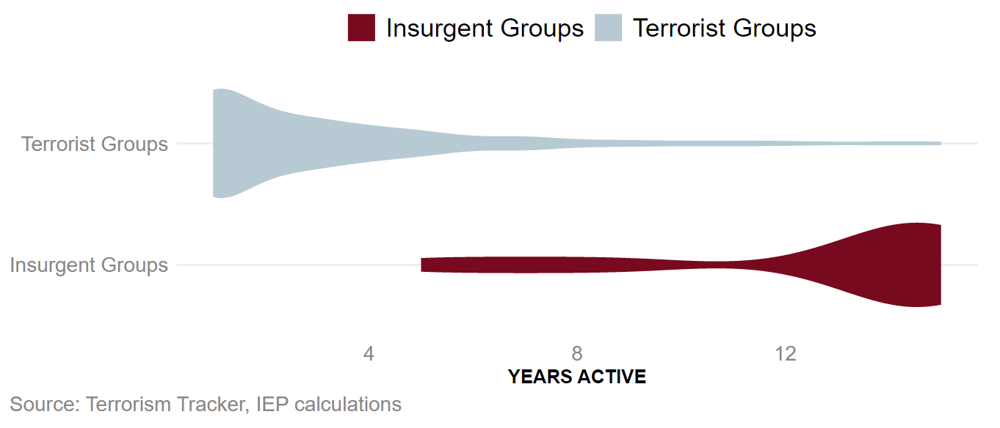 Insurgent Groups Terrorist Groups
Terrorist Groups
Insurgent Groups
4 8 12
YEARS ACTIVE
Source: Terrorism Tracker, IEP calculations